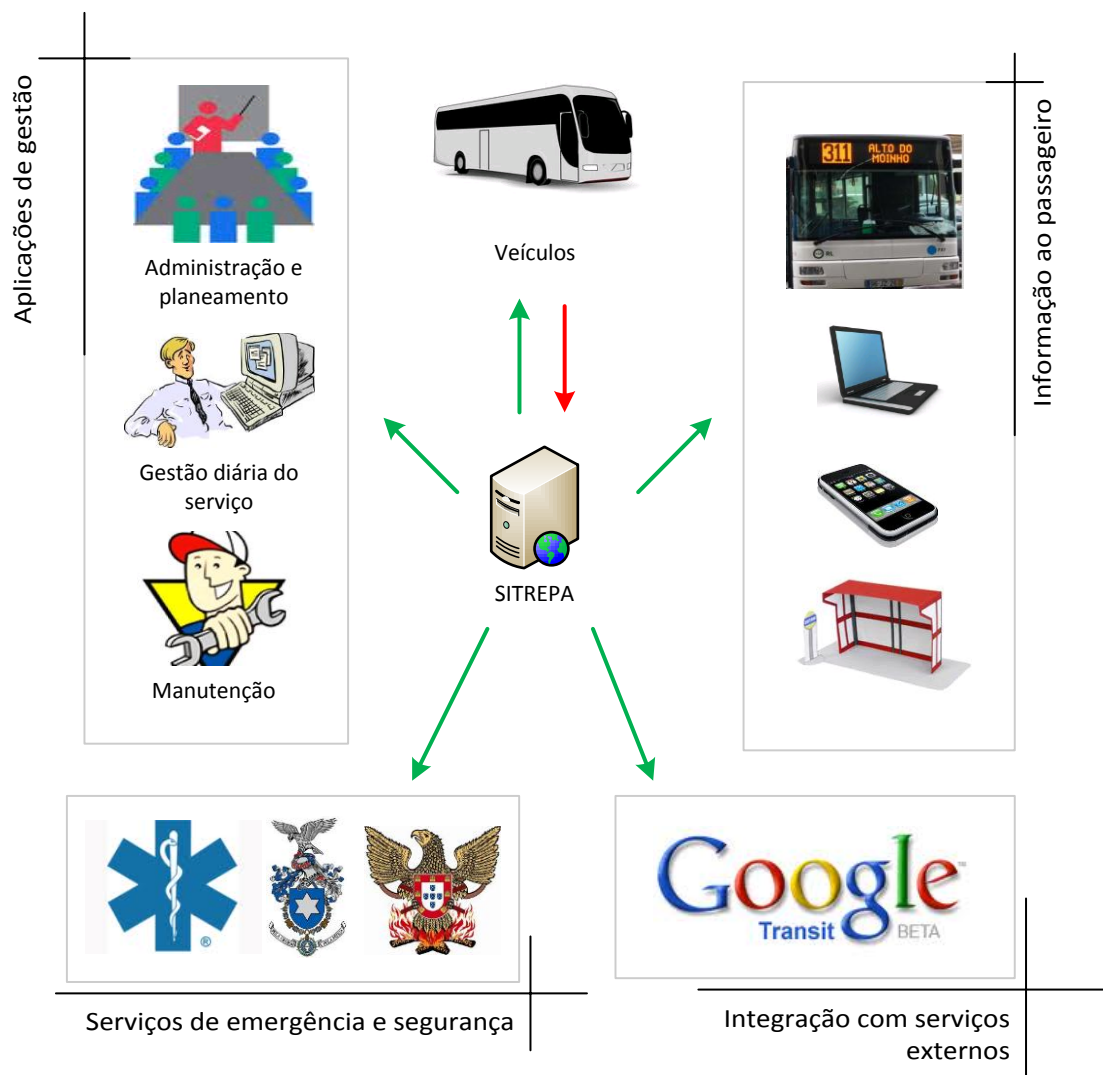 Aplicações de gestão
Administração e
planeamento
Gestão diária do
serviço
Manutenção
Veículos
SITREPA
Informação ao passageiro
311 ALTO DO
MOINHO
Serviços de emergência e segurança
Google™
Transit BETA
Integração com serviços
externos